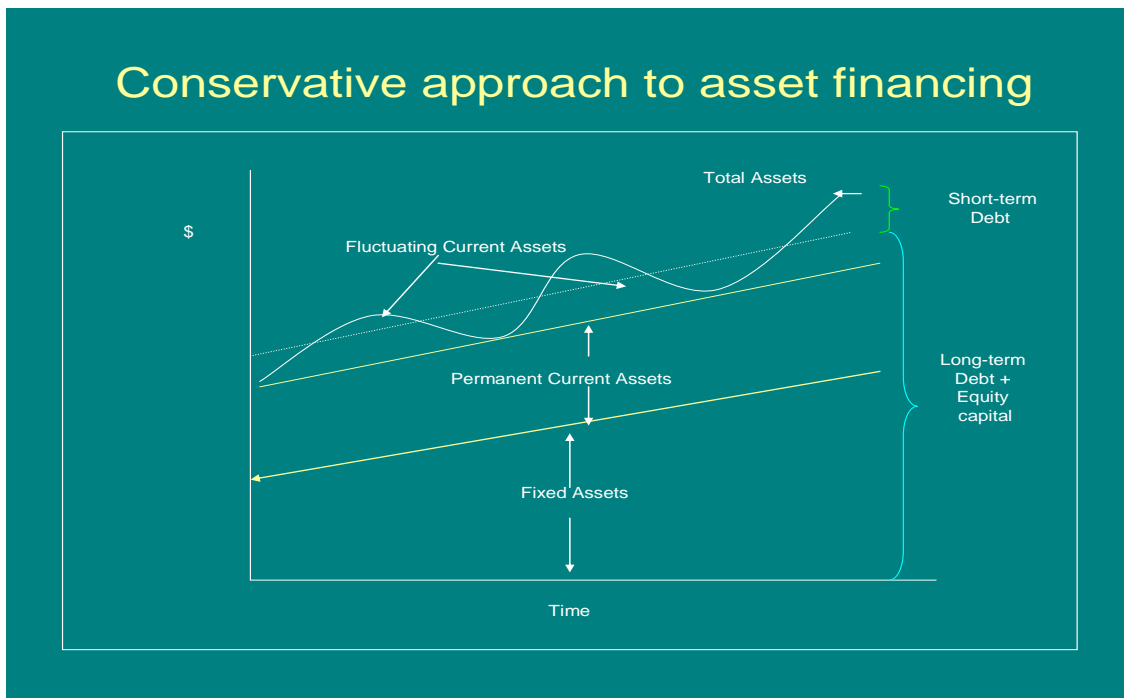 Conservative approach to asset financing
Total Assets
Short-term
Debt
$
Fluctuating Current Assets
Permanent Current Assets
Long-term
Debt +
Equity
capital
Fixed Assets
Time